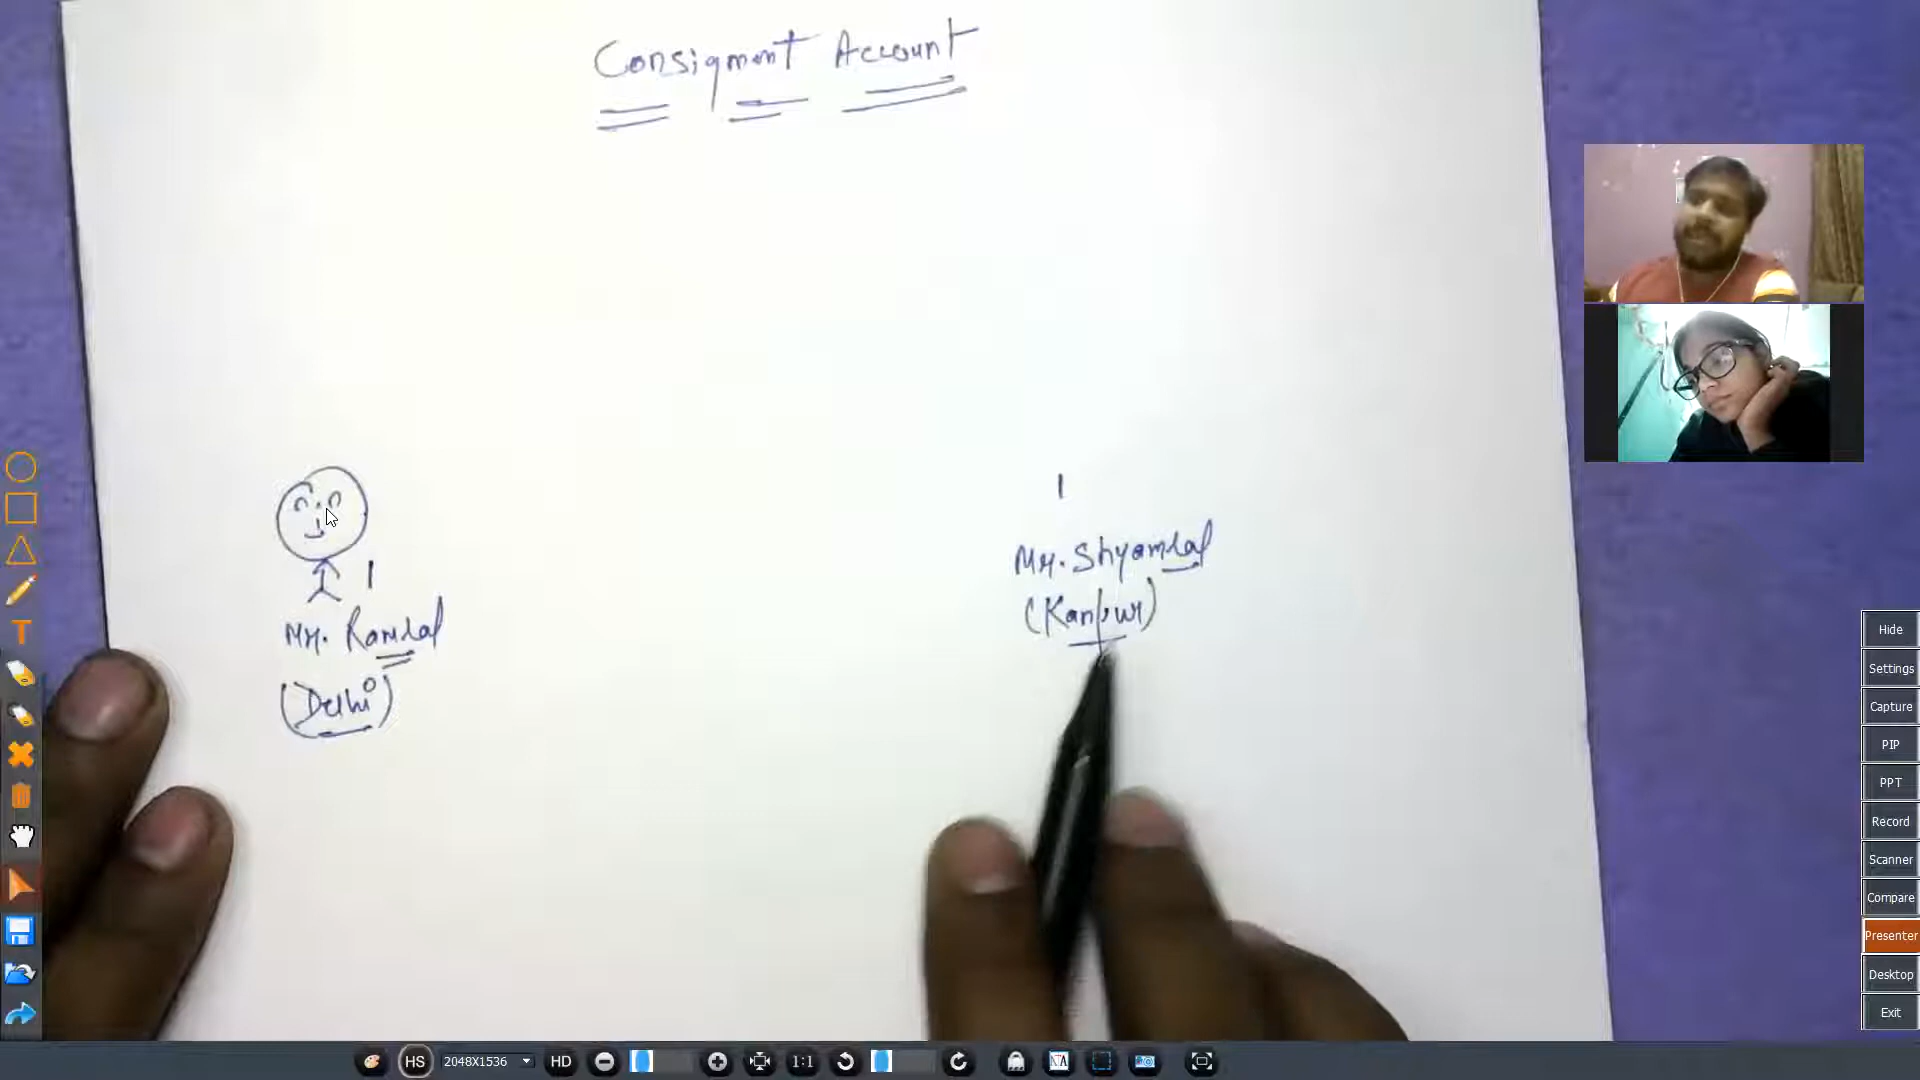 Consigment Account
Mr. Shyamlal
(Kanpur)
Mr. Ramlal
(Delhi)
T
Hide
Settings
Capture
PIP
PPT
Record
Scanner
Compare
Presenter
Desktop
Exit
HS 2048X1536 HD 1:1